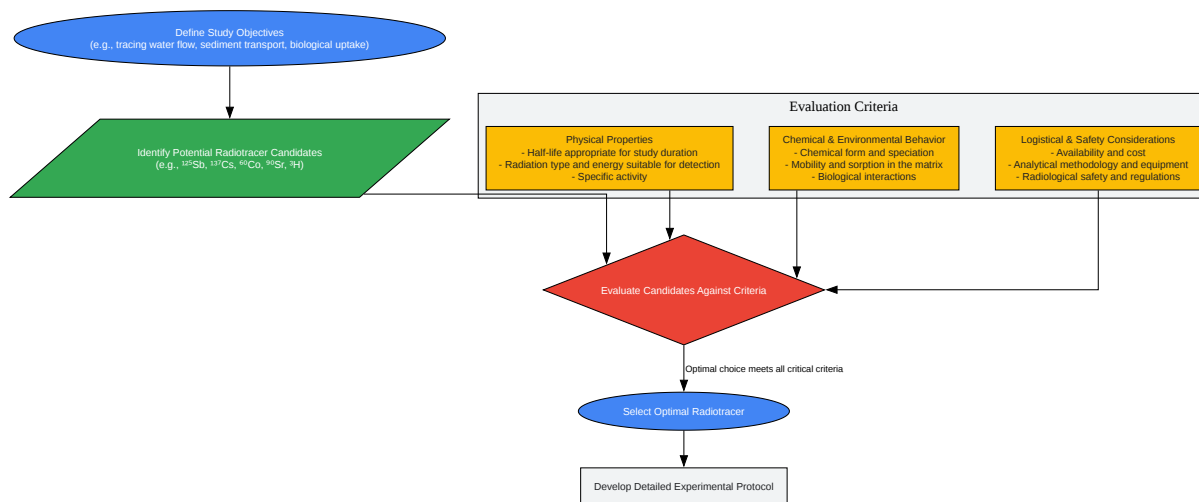 Define Study Objectives
(e.g., tracing water flow, sediment transport, biological uptake)
Identify Potential Radiotracer Candidates
(e.g., ¹²⁵Sb, ¹³⁷Cs, ⁶⁰Co, ⁹⁰Sr, ³H)
Evaluation Criteria
Physical Properties
- Half-life appropriate for study duration
- Radiation type and energy suitable for detection
- Specific activity
Chemical & Environmental Behavior
- Chemical form and speciation
- Mobility and sorption in the matrix
- Biological interactions
Logistical & Safety Considerations
- Availability and cost
- Analytical methodology and equipment
- Radiological safety and regulations
Evaluate Candidates Against Criteria
Optimal choice meets all critical criteria
Select Optimal Radiotracer
Develop Detailed Experimental Protocol